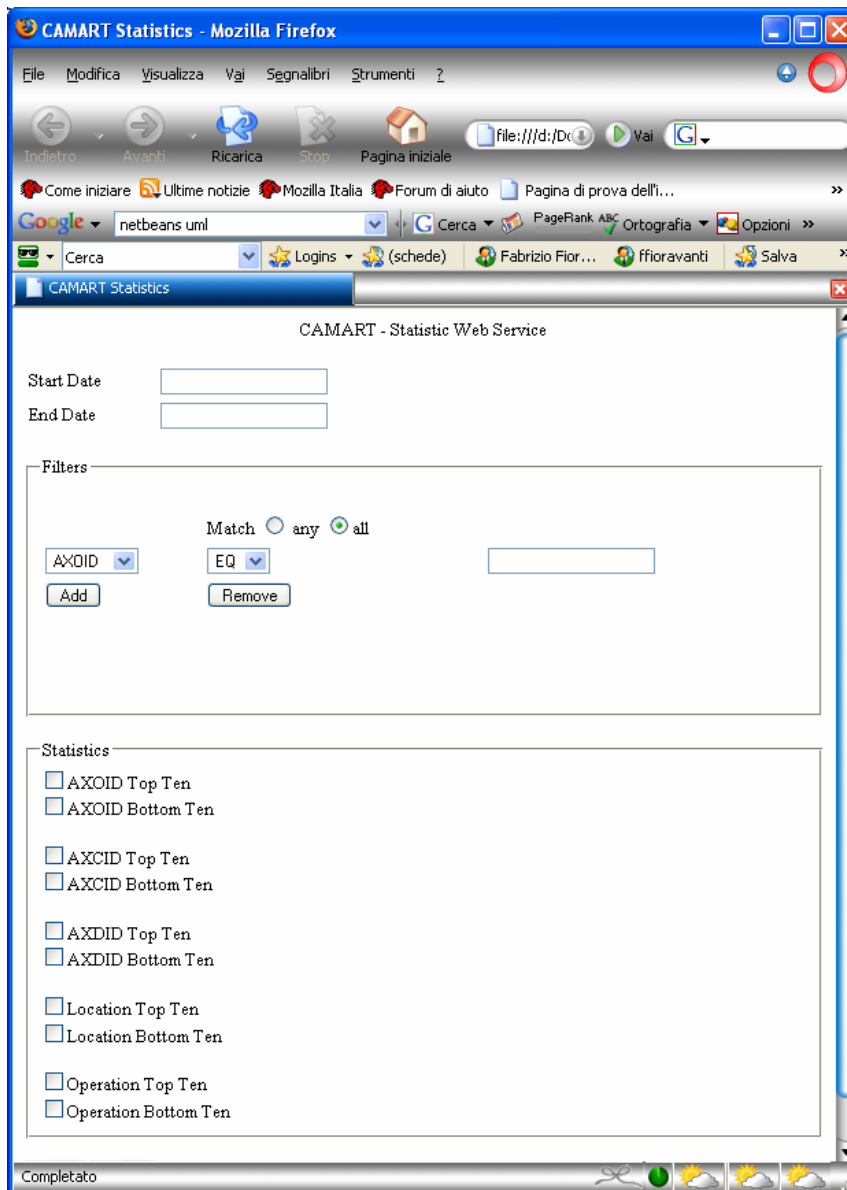 CAMART Statistics - Mozilla Firefox
File Modifica Visualizza Vai Segnalibri Strumenti ?
Indietro Avanti Ricarica Stop Pagina iniziale file:///d:/Do Vai G
Come iniziare Ultime notizie Mozilla Italia Forum di aiuto Pagina di prova dell'i... »
Google netbeans uml G Cerca PageRank ABC Ortografia Opzioni »
Cerca Logins (schede) Fabrizio Fior... ffioravanti Salva »
CAMART Statistics
CAMART - Statistic Web Service
Start Date
End Date
Filters
Match any all
AXOID EQ
Add Remove
Statistics
AXOID Top Ten
AXOID Bottom Ten
AXCID Top Ten
AXCID Bottom Ten
AXDID Top Ten
AXDID Bottom Ten
Location Top Ten
Location Bottom Ten
Operation Top Ten
Operation Bottom Ten
Completato